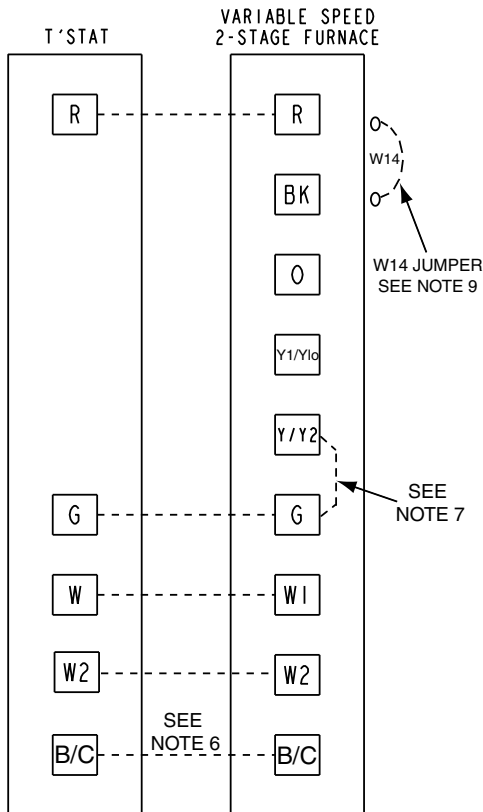 T'STAT
VARIABLE SPEED
2-STAGE FURNACE
R
R
W14
BK
W14 JUMPER
SEE NOTE 9
O
Y1/Ylo
Y/Y2
SEE
NOTE 7
G
G
W
W1
W2
W2
SEE
NOTE 6
B/C
B/C